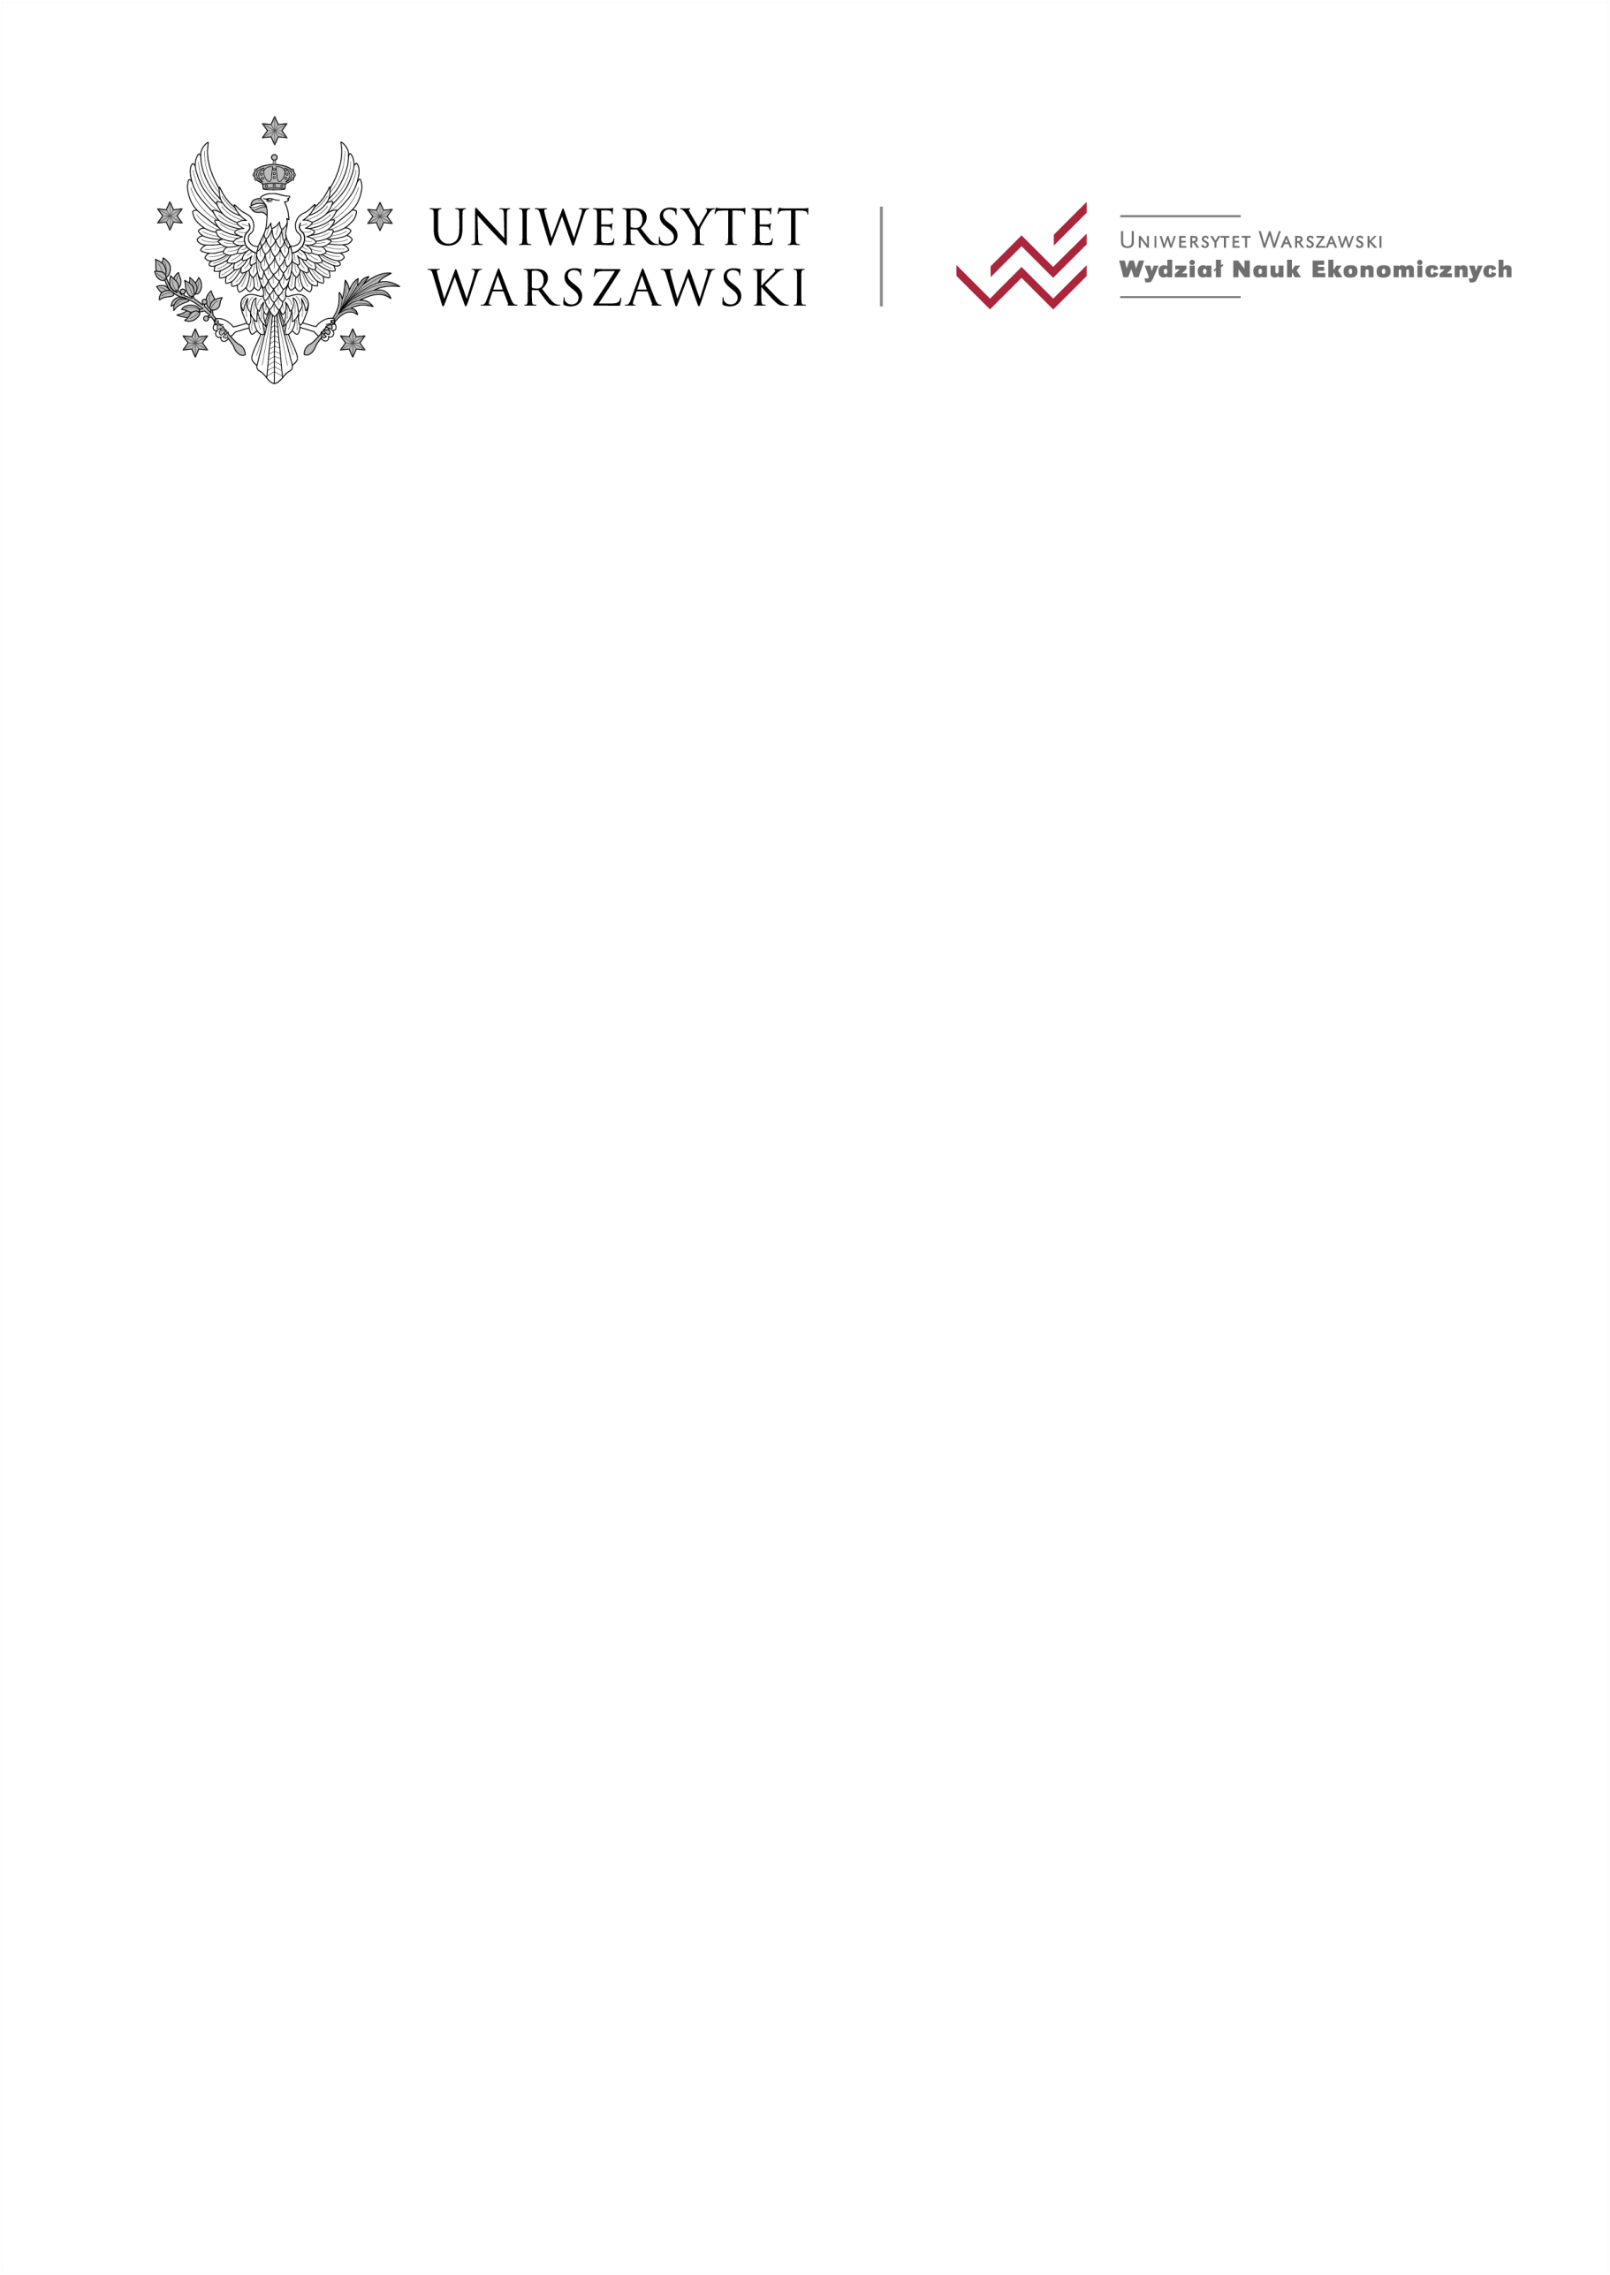 UNIWERSYTET
WARSZAWSKI
UNIWERSYTET WARSZAWSKI
Wydział Nauk Ekonomicznych